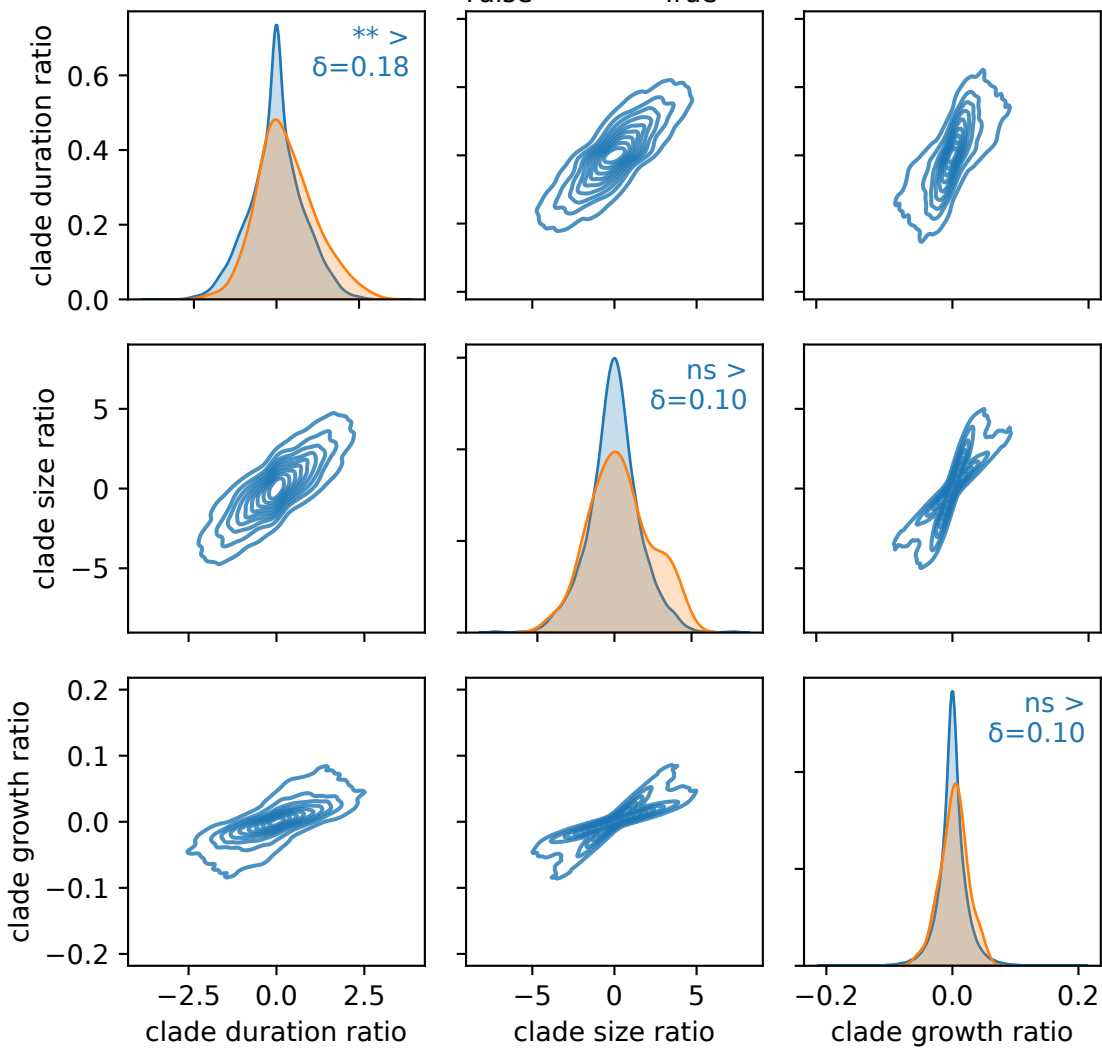 ** >
δ=0.18
clade duration ratio
0.6
0.4
0.2
0.0
ns >
δ=0.10
clade size ratio
5
0
−5
ns >
δ=0.10
clade growth ratio
0.2
0.1
0.0
−0.1
−0.2
−2.5 0.0 2.5 −5 0 5 −0.2 0.0 0.2
clade duration ratio clade size ratio clade growth ratio